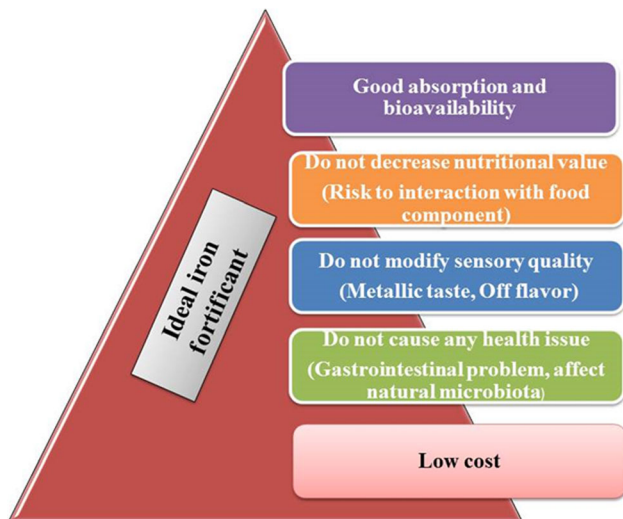 Good absorption and
bioavailability
Do not decrease nutritional value
(Risk to interaction with food
component)
Ideal iron
fortificant
Do not modify sensory quality
(Metallic taste, Off flavor)
Do not cause any health issue
(Gastrointestinal problem, affect
natural microbiota)
Low cost